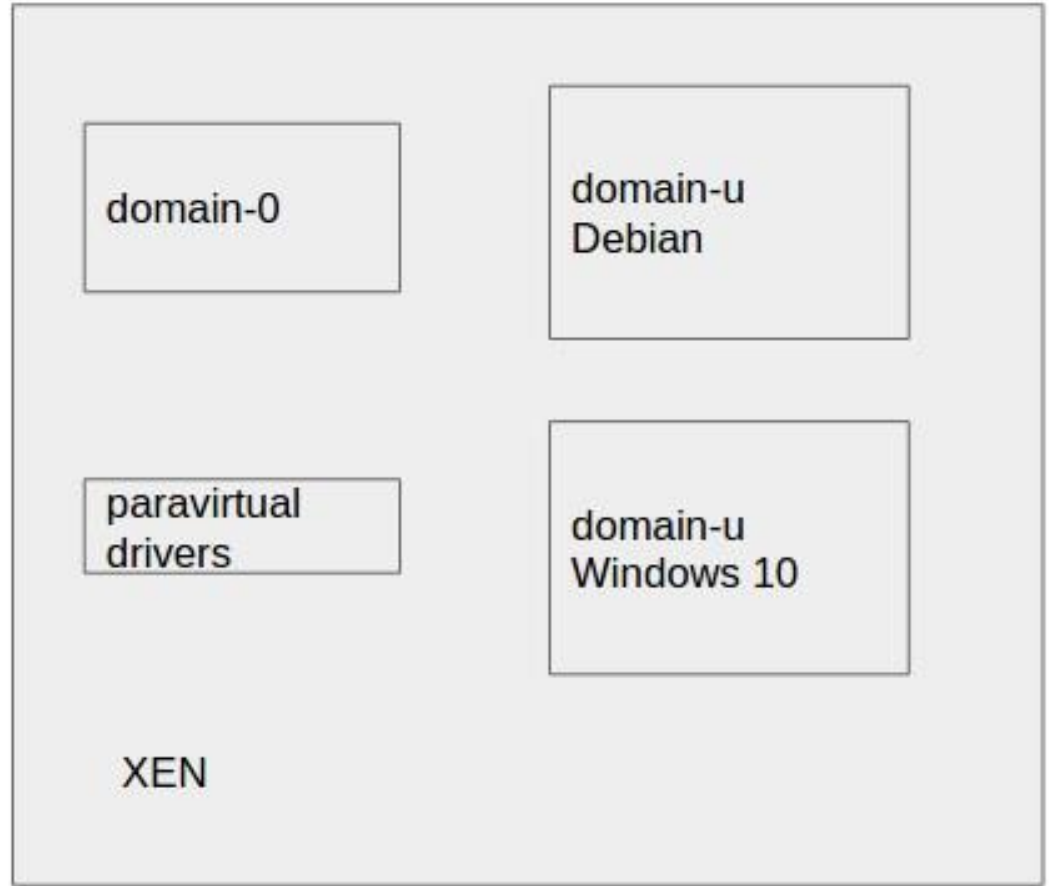 domain-0
domain-u
Debian
paravirtual
drivers
domain-u
Windows 10
XEN